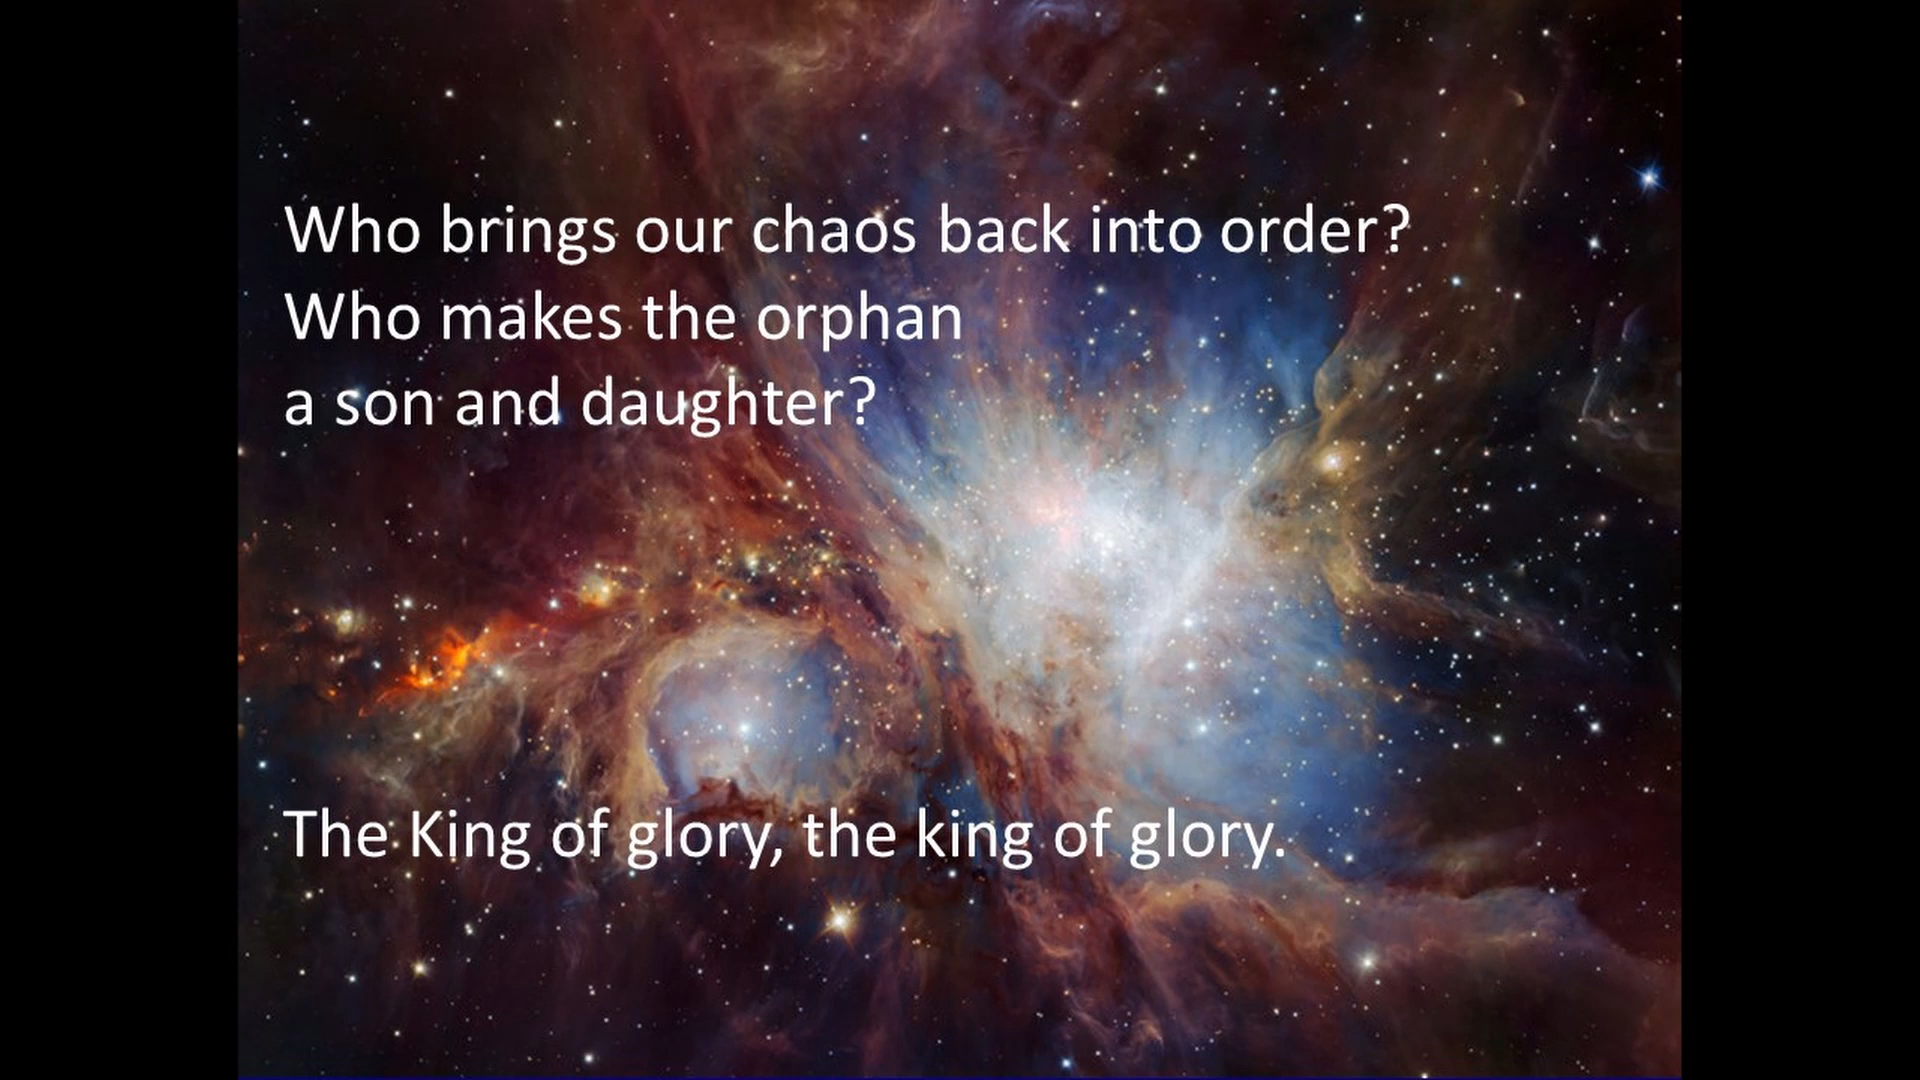 Who brings our chaos back into order?
Who makes the orphan
a son and daughter?
The King of glory, the king of glory.